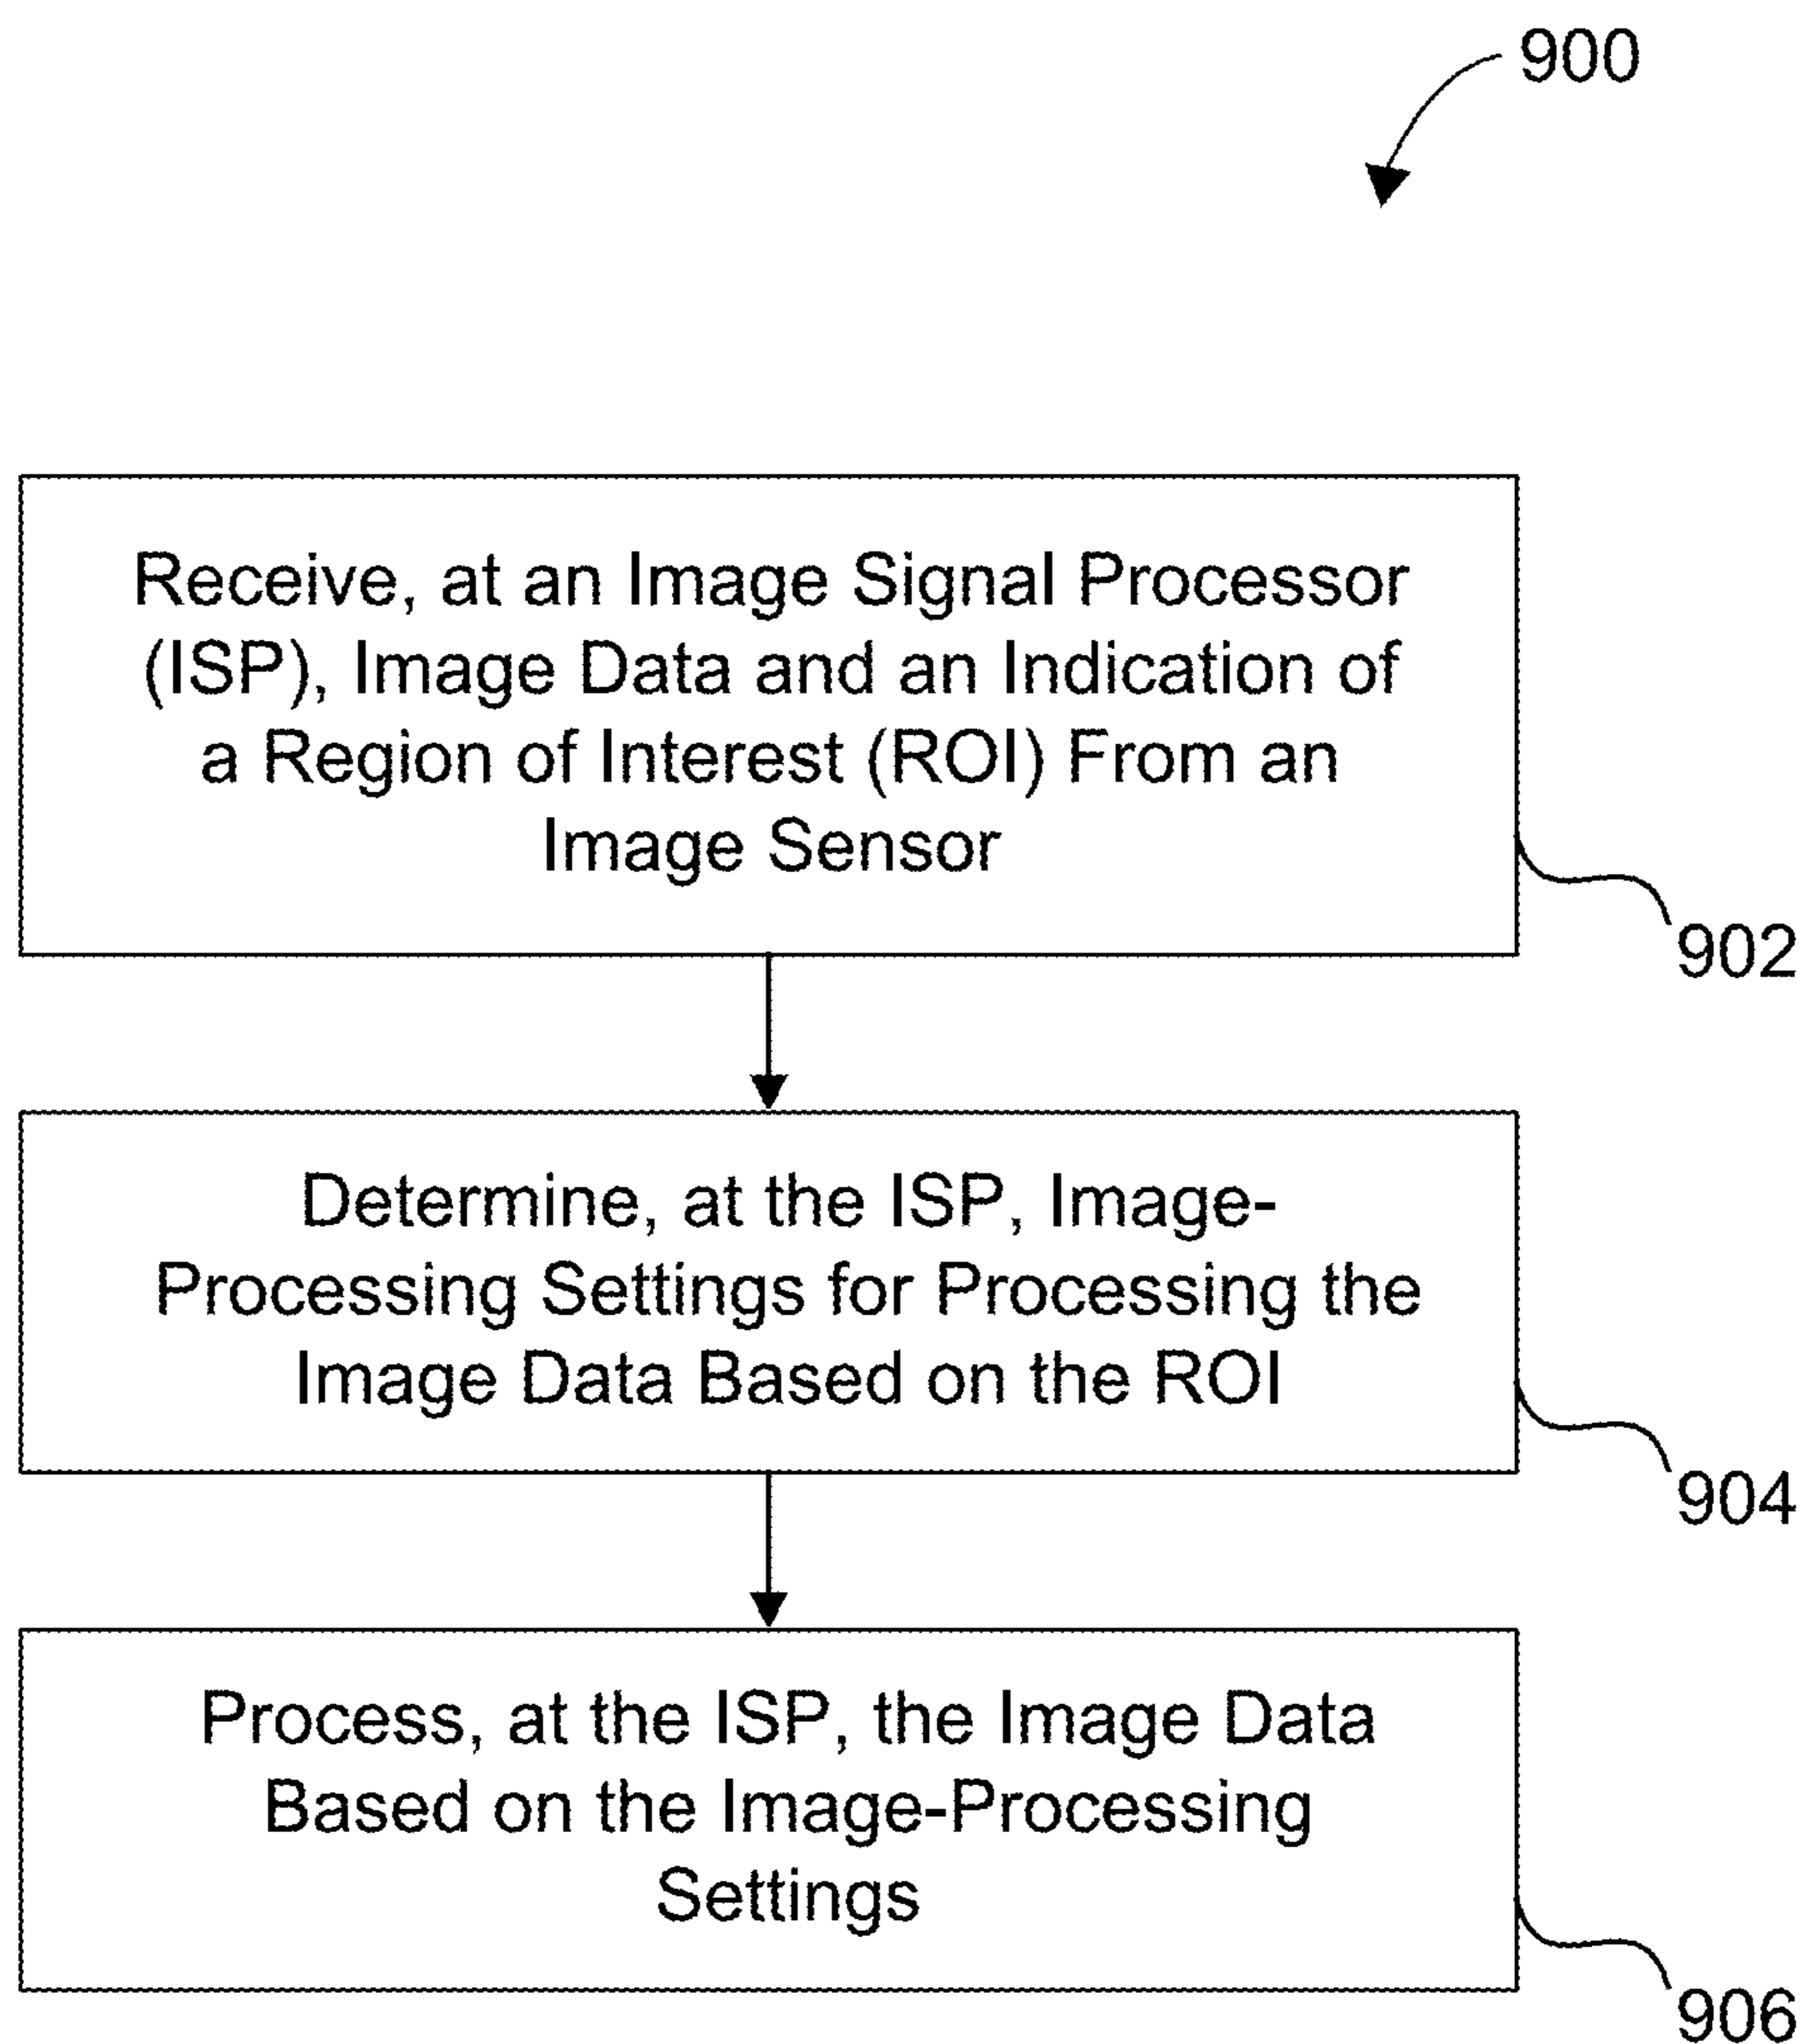 900
Receive, at an Image Signal Processor
(ISP), Image Data and an Indication of
a Region of Interest (ROI) From an
Image Sensor
902
Determine, at the ISP, Image-
Processing Settings for Processing the
Image Data Based on the ROI
904
Process, at the ISP, the Image Data
Based on the Image-Processing
Settings
906